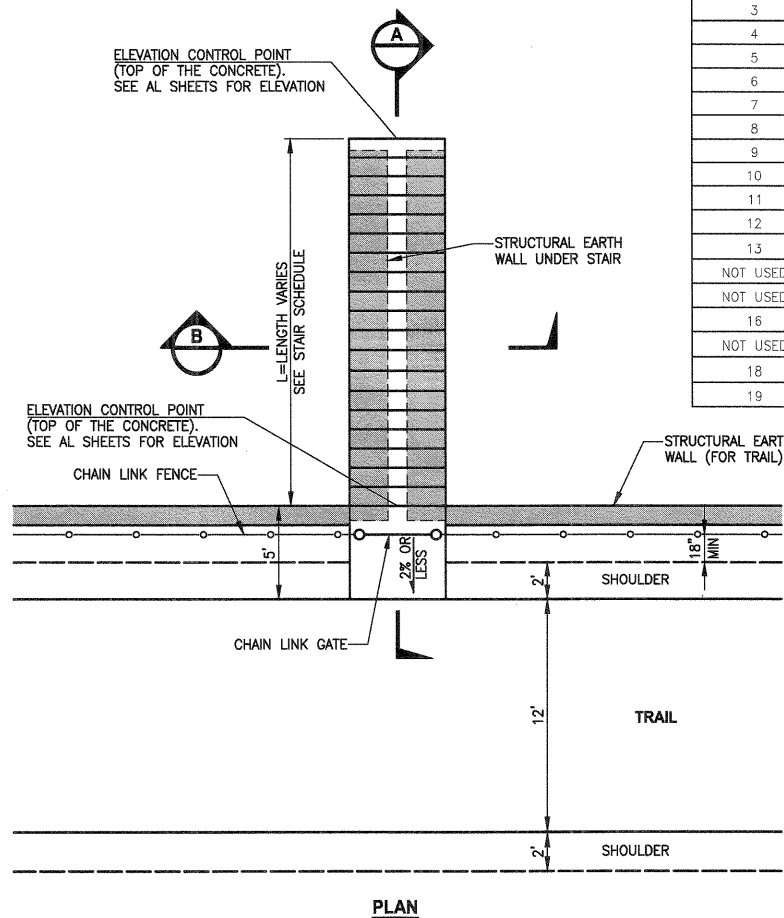 A
ELEVATION CONTROL POINT
(TOP OF THE CONCRETE).
SEE AL SHEETS FOR ELEVATION
3
4
5
6
7
8
9
10
11
12
13
NOT USED
NOT USED
16
NOT USED
18
19
STRUCTURAL EARTH
WALL UNDER STAIR
L=LENGTH VARIES
SEE STAIR SCHEDULE
B
ELEVATION CONTROL POINT
(TOP OF THE CONCRETE).
SEE AL SHEETS FOR ELEVATION
CHAIN LINK FENCE
STRUCTURAL EART
WALL (FOR TRAIL)
5'
2% OR
LESS
18"
MIN
2'
SHOULDER
CHAIN LINK GATE
12'
TRAIL
2'
SHOULDER
PLAN